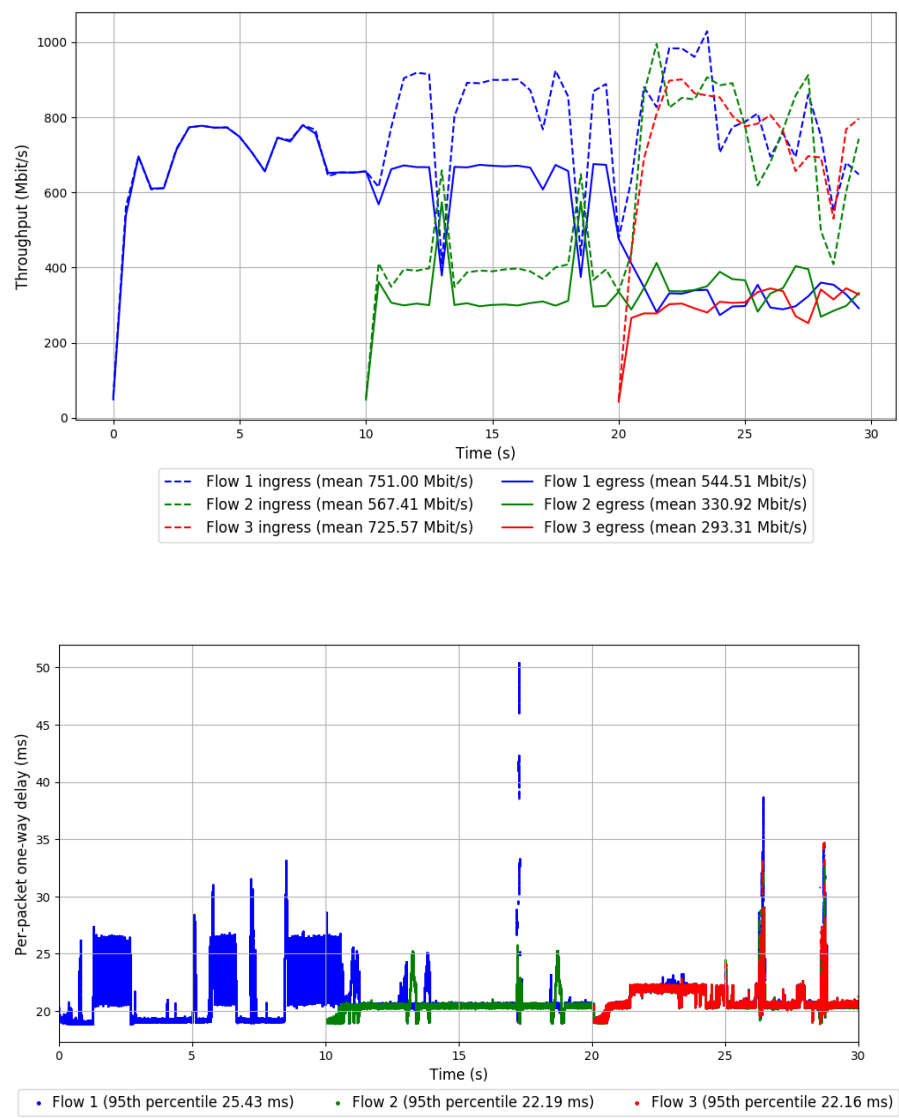 1000
800
600
400
200
0
Throughput (Mbit/s)
0 5 10 15 20 25 30
Time (s)
Flow 1 ingress (mean 751.00 Mbit/s) Flow 1 egress (mean 544.51 Mbit/s)
Flow 2 ingress (mean 567.41 Mbit/s) Flow 2 egress (mean 330.92 Mbit/s)
Flow 3 ingress (mean 725.57 Mbit/s) Flow 3 egress (mean 293.31 Mbit/s)
50
45
40
35
30
25
20
Per-packet one-way delay (ms)
0 5 10 15 20 25 30
Time (s)
Flow 1 (95th percentile 25.43 ms) Flow 2 (95th percentile 22.19 ms) Flow 3 (95th percentile 22.16 ms)